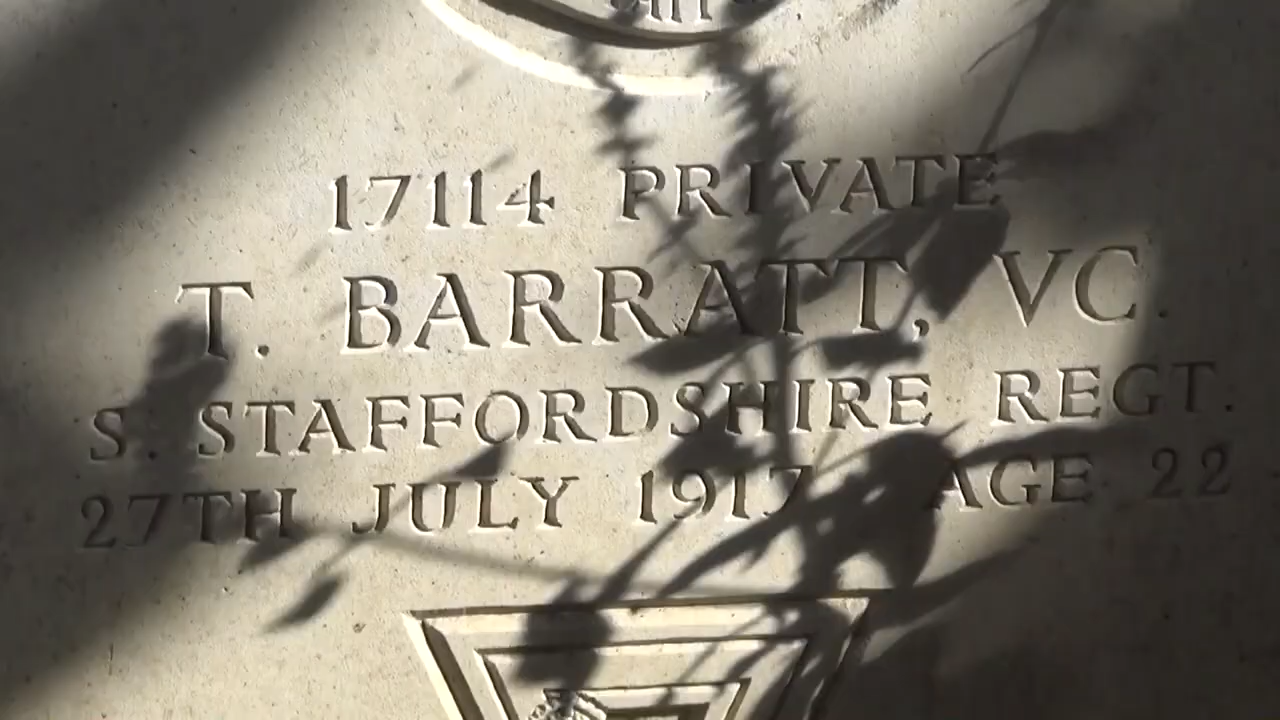 17114 PRIVATE
T. BARRATT, VC.
S. STAFFORDSHIRE REGT.
27TH JULY 1917 AGE 22